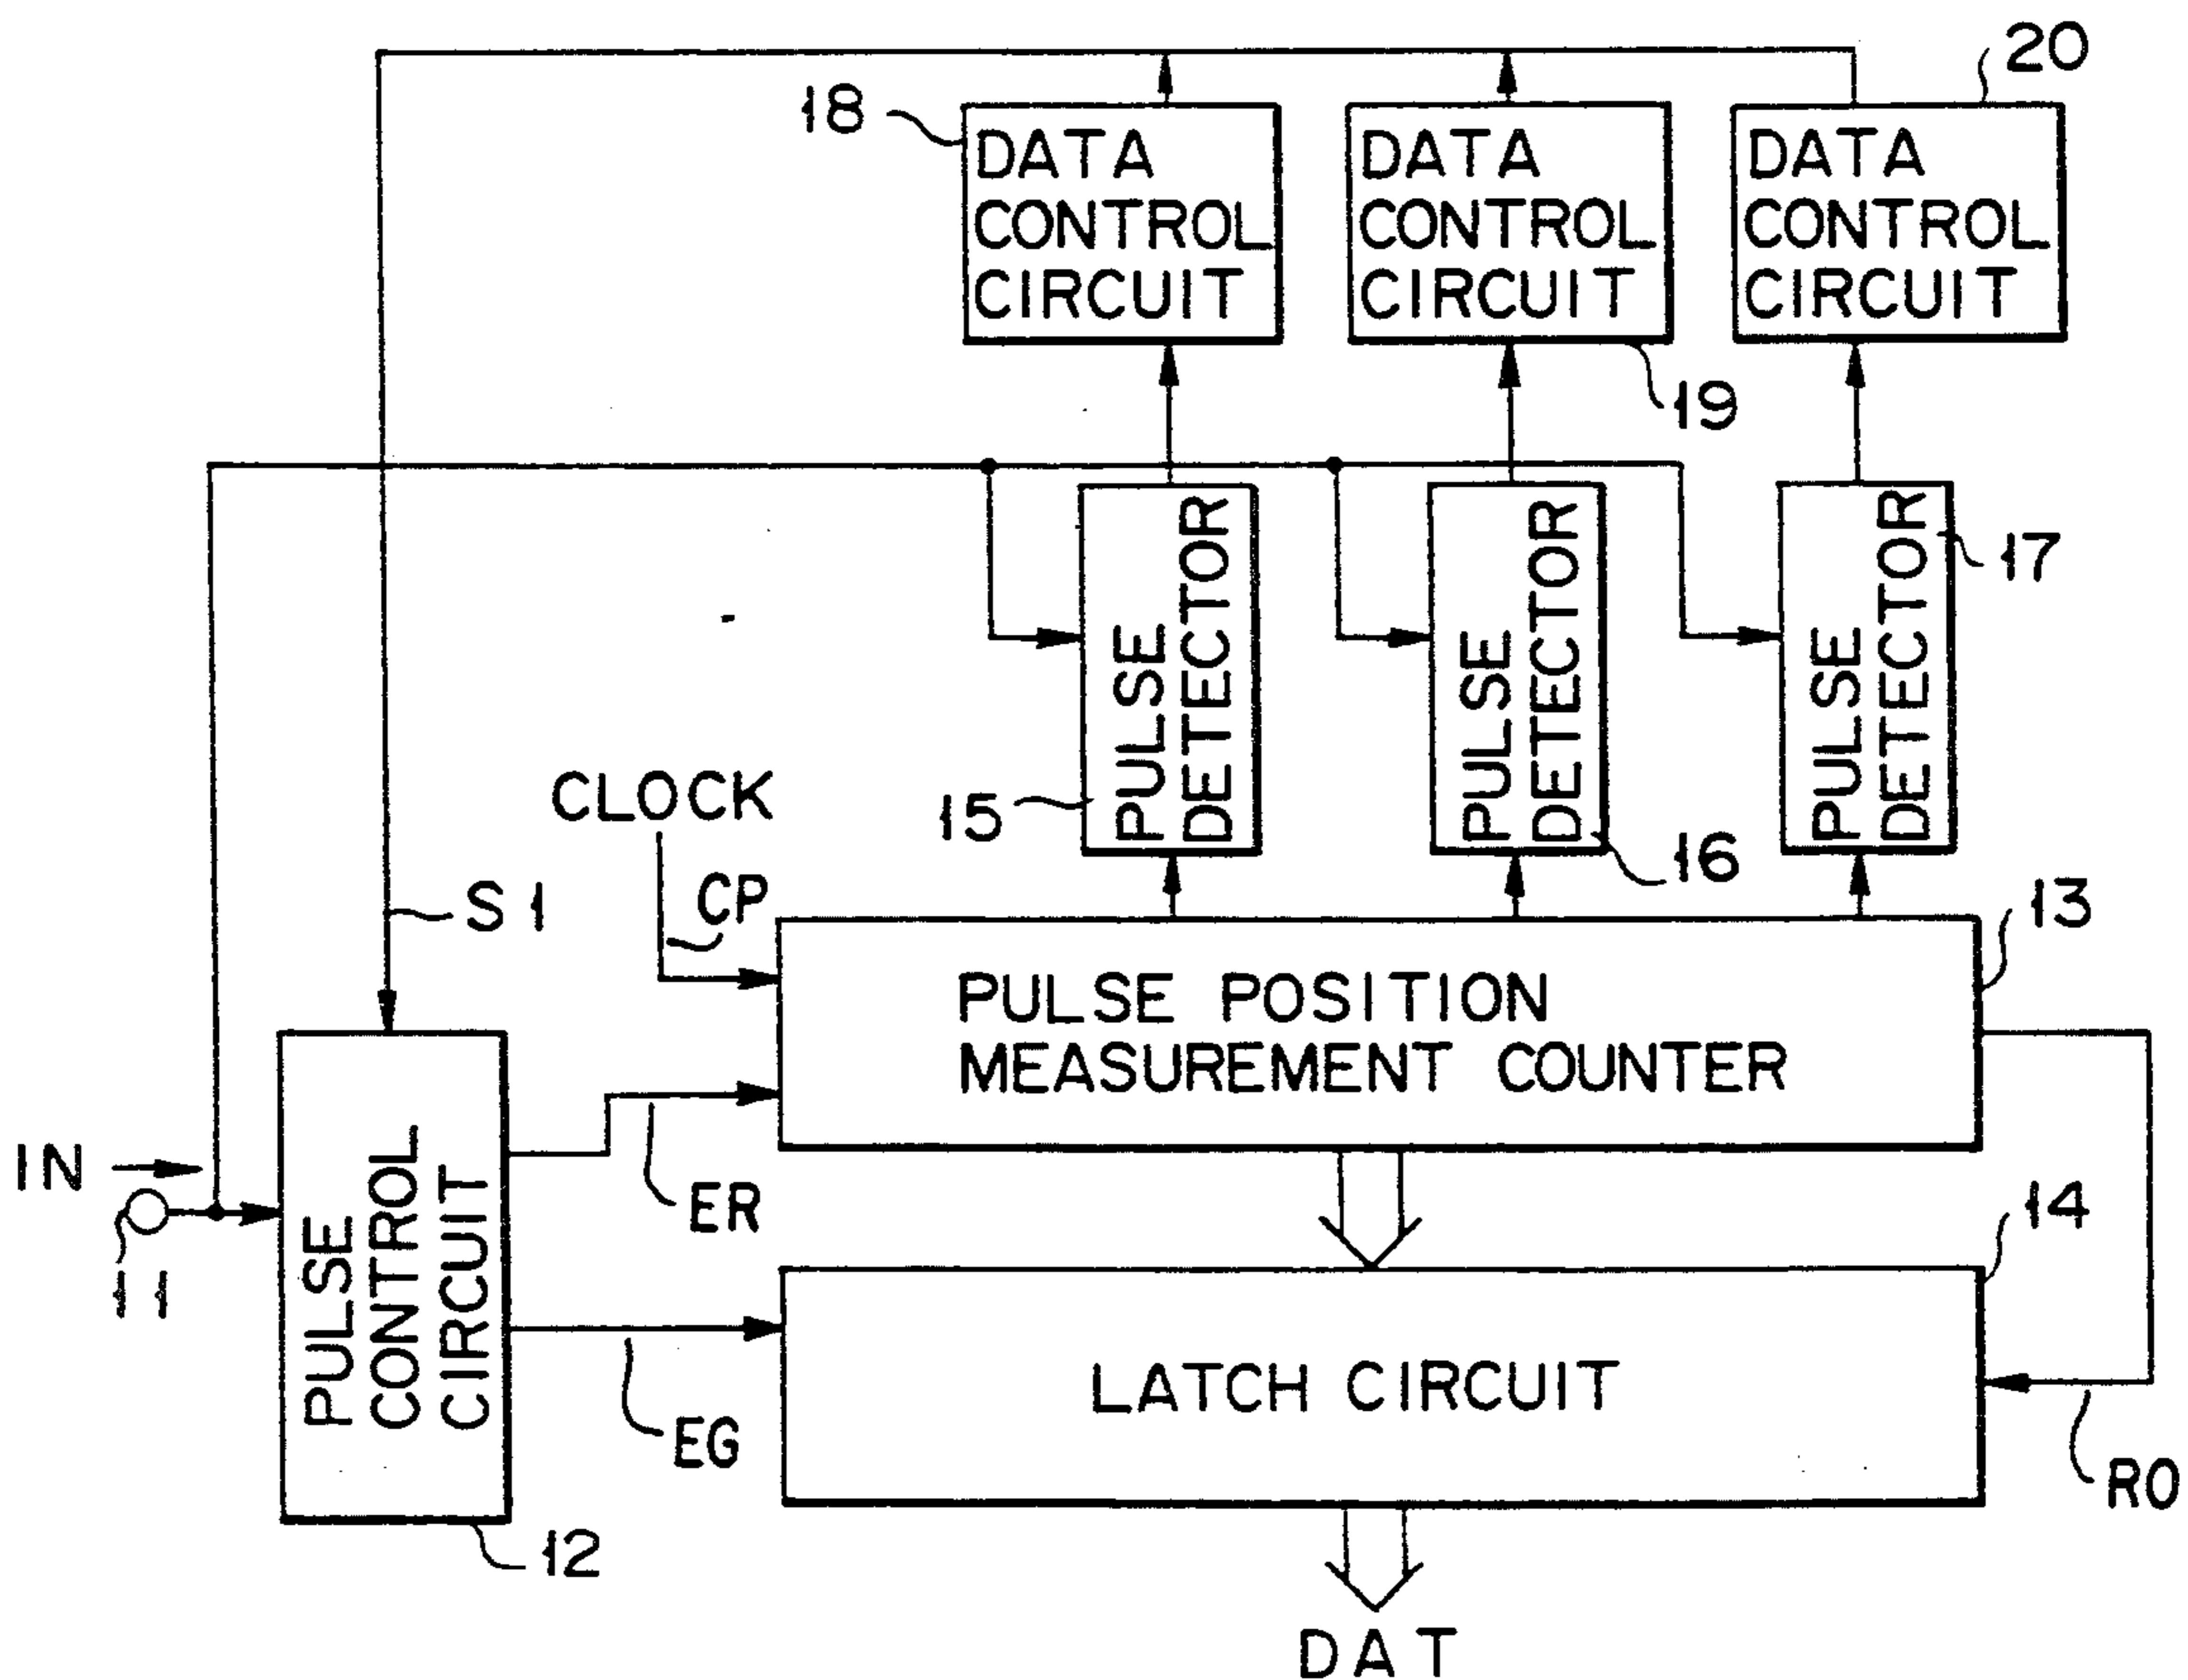 20
18
DATA
CONTROL
CIRCUIT
DATA
CONTROL
CIRCUIT
DATA
CONTROL
CIRCUIT
19
PULSE
DETECTOR
PULSE
DETECTOR
PULSE
DETECTOR
17
15
16
CLOCK
CP
S1
13
PULSE POSITION
MEASUREMENT COUNTER
IN
11
PULSE
CONTROL
CIRCUIT
ER
14
EG
LATCH CIRCUIT
RO
12
DAT